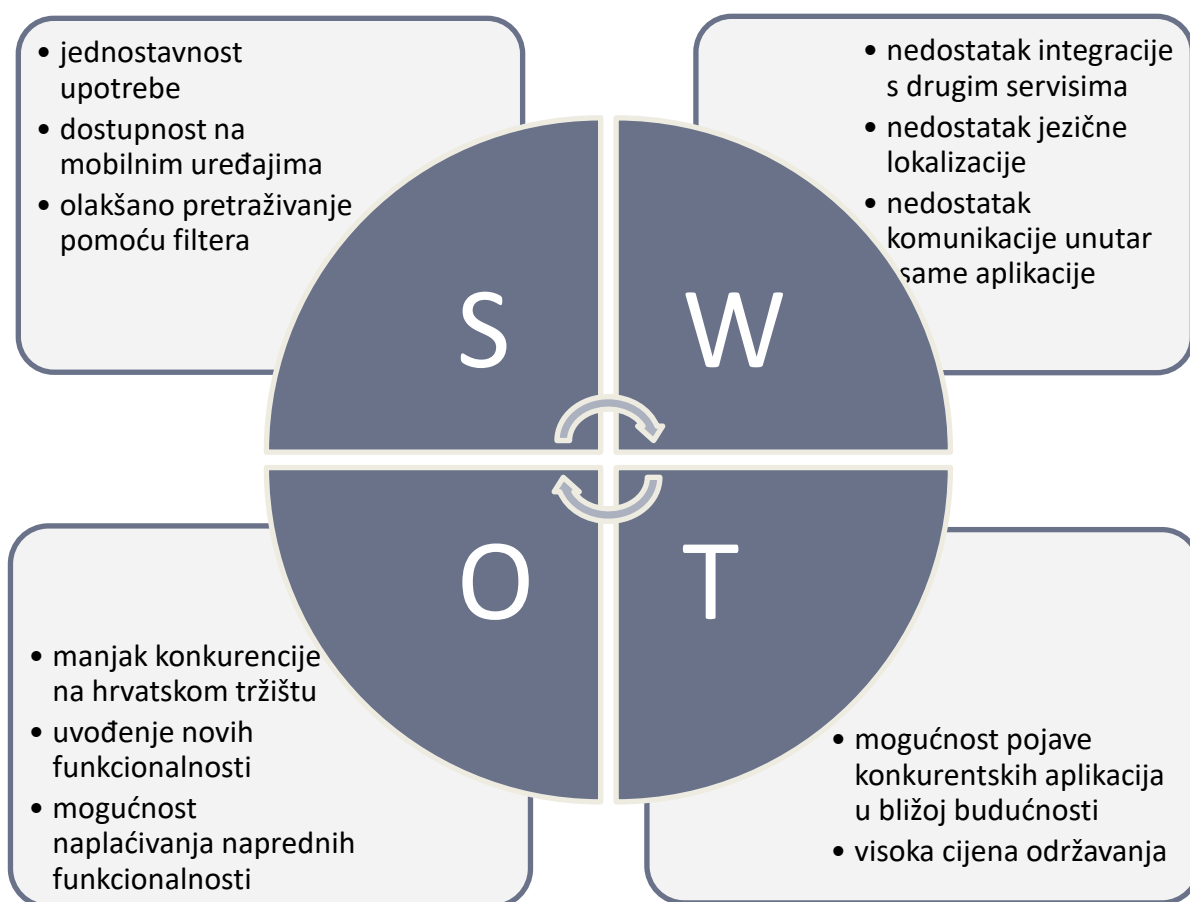 • jednostavnost
upotrebe
• dostupnost na
mobilnim uređajima
• olakšano pretraživanje
pomoću filtera
• nedostatak integracije
s drugim servisima
• nedostatak jezične
lokalizacije
• nedostatak
komunikacije unutar
same aplikacije
S
W
O
T
• manjak konkurencije
na hrvatskom tržištu
• uvođenje novih
funkcionalnosti
• mogućnost
naplaćivanja naprednih
funkcionalnosti
• mogućnost pojave
konkurentskih aplikacija
u bližoj budućnosti
• visoka cijena održavanja